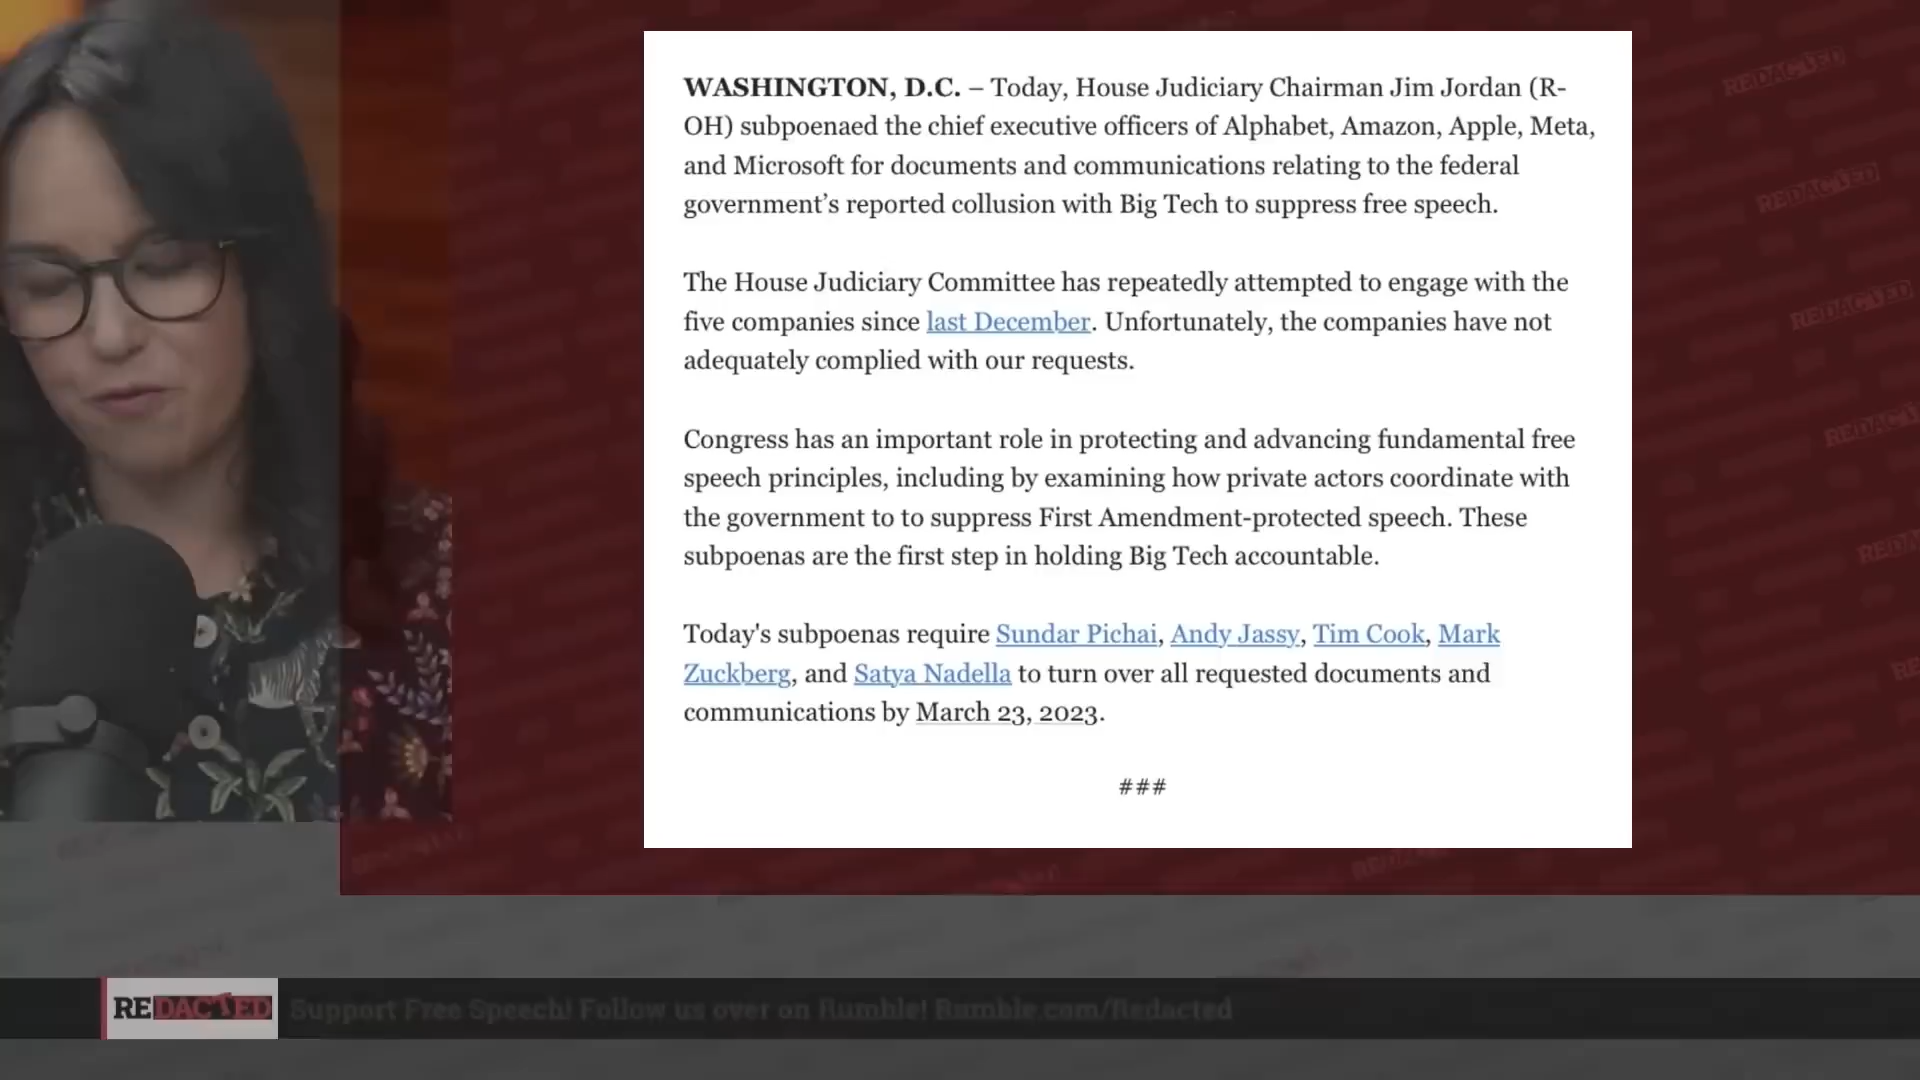 WASHINGTON, D.C. – Today, House Judiciary Chairman Jim Jordan (R-
OH) subpoenaed the chief executive officers of Alphabet, Amazon, Apple, Meta,
and Microsoft for documents and communications relating to the federal
government’s reported collusion with Big Tech to suppress free speech.
The House Judiciary Committee has repeatedly attempted to engage with the
five companies since last December. Unfortunately, the companies have not
adequately complied with our requests.
Congress has an important role in protecting and advancing fundamental free
speech principles, including by examining how private actors coordinate with
the government to to suppress First Amendment-protected speech. These
subpoenas are the first step in holding Big Tech accountable.
Today's subpoenas require Sundar Pichai, Andy Jassy, Tim Cook, Mark
Zuckberg, and Satya Nadella to turn over all requested documents and
communications by March 23, 2023.
###
REDACTED
REDACTED
REDACTED
REDACTED
REDACTED Support Free Speech! Follow us over on Rumble! Rumble.com/Redacted